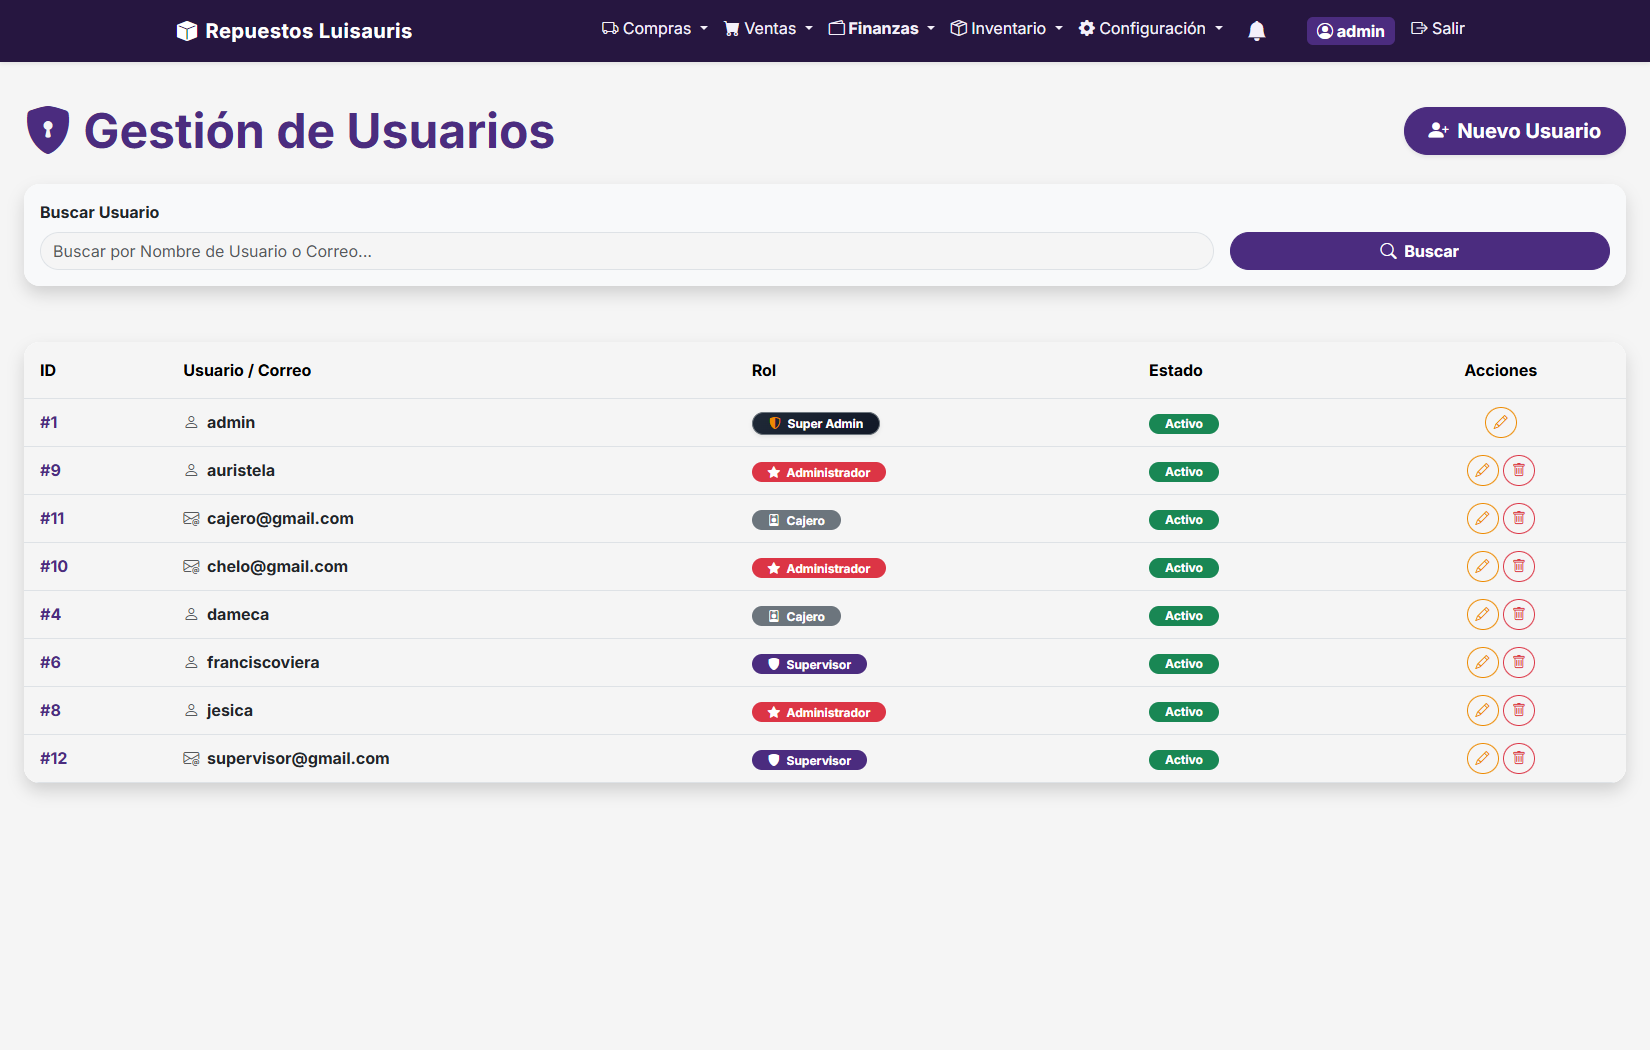 Repuestos Luisauris Compras Ventas Finanzas Inventario Configuración admin Salir
Gestión de Usuarios
Nuevo Usuario
Buscar Usuario
Buscar por Nombre de Usuario o Correo...
Buscar
ID Usuario / Correo Rol Estado Acciones
#1 admin Super Admin Activo
#9 auristela Administrador Activo
#11 cajero@gmail.com Cajero Activo
#10 chelo@gmail.com Administrador Activo
#4 dameca Cajero Activo
#6 franciscoviera Supervisor Activo
#8 jesica Administrador Activo
#12 supervisor@gmail.com Supervisor Activo